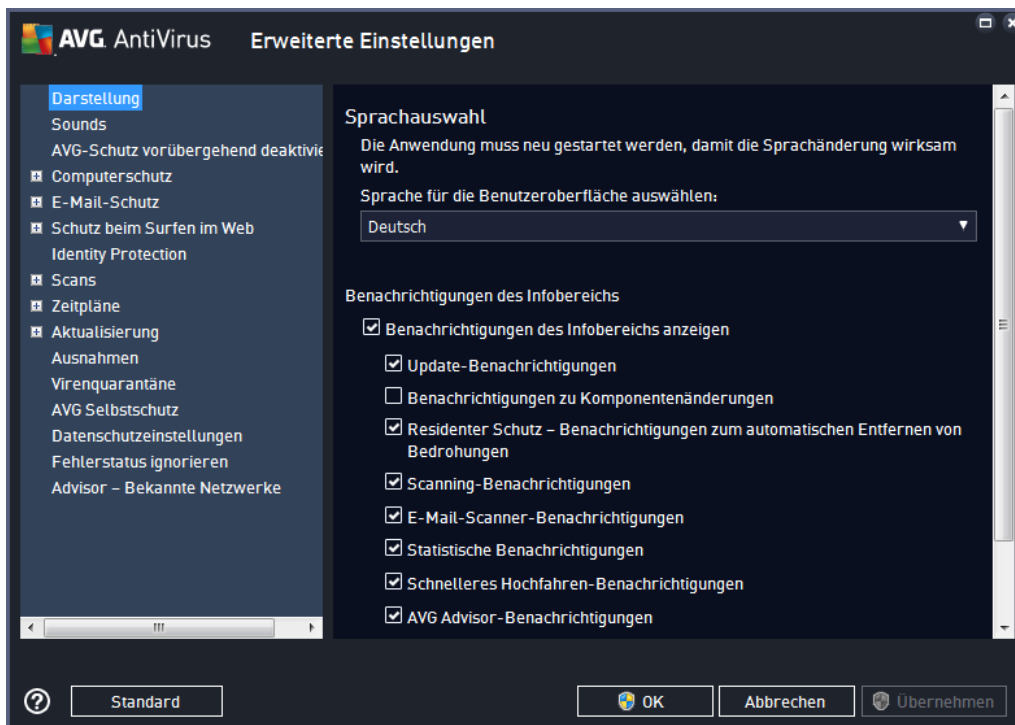 AVG. AntiVirus Erweiterte Einstellungen
Darstellung
Sounds
AVG-Schutz vorübergehend deaktivie
Computerschutz
E-Mail-Schutz
Schutz beim Surfen im Web
Identity Protection
Scans
Zeitpläne
Aktualisierung
Ausnahmen
Virenquarantäne
AVG Selbstschutz
Datenschutzeinstellungen
Fehlerstatus ignorieren
Advisor – Bekannte Netzwerke
Sprachauswahl
Die Anwendung muss neu gestartet werden, damit die Sprachänderung wirksam
wird.
Sprache für die Benutzeroberfläche auswählen:
Deutsch
Benachrichtigungen des Infobereichs
Benachrichtigungen des Infobereichs anzeigen
Update-Benachrichtigungen
Benachrichtigungen zu Komponentenänderungen
Residenter Schutz – Benachrichtigungen zum automatischen Entfernen von
Bedrohungen
Scanning-Benachrichtigungen
E-Mail-Scanner-Benachrichtigungen
Statistische Benachrichtigungen
Schnelleres Hochfahren-Benachrichtigungen
AVG Advisor-Benachrichtigungen
? Standard OK Abbrechen Übernehmen